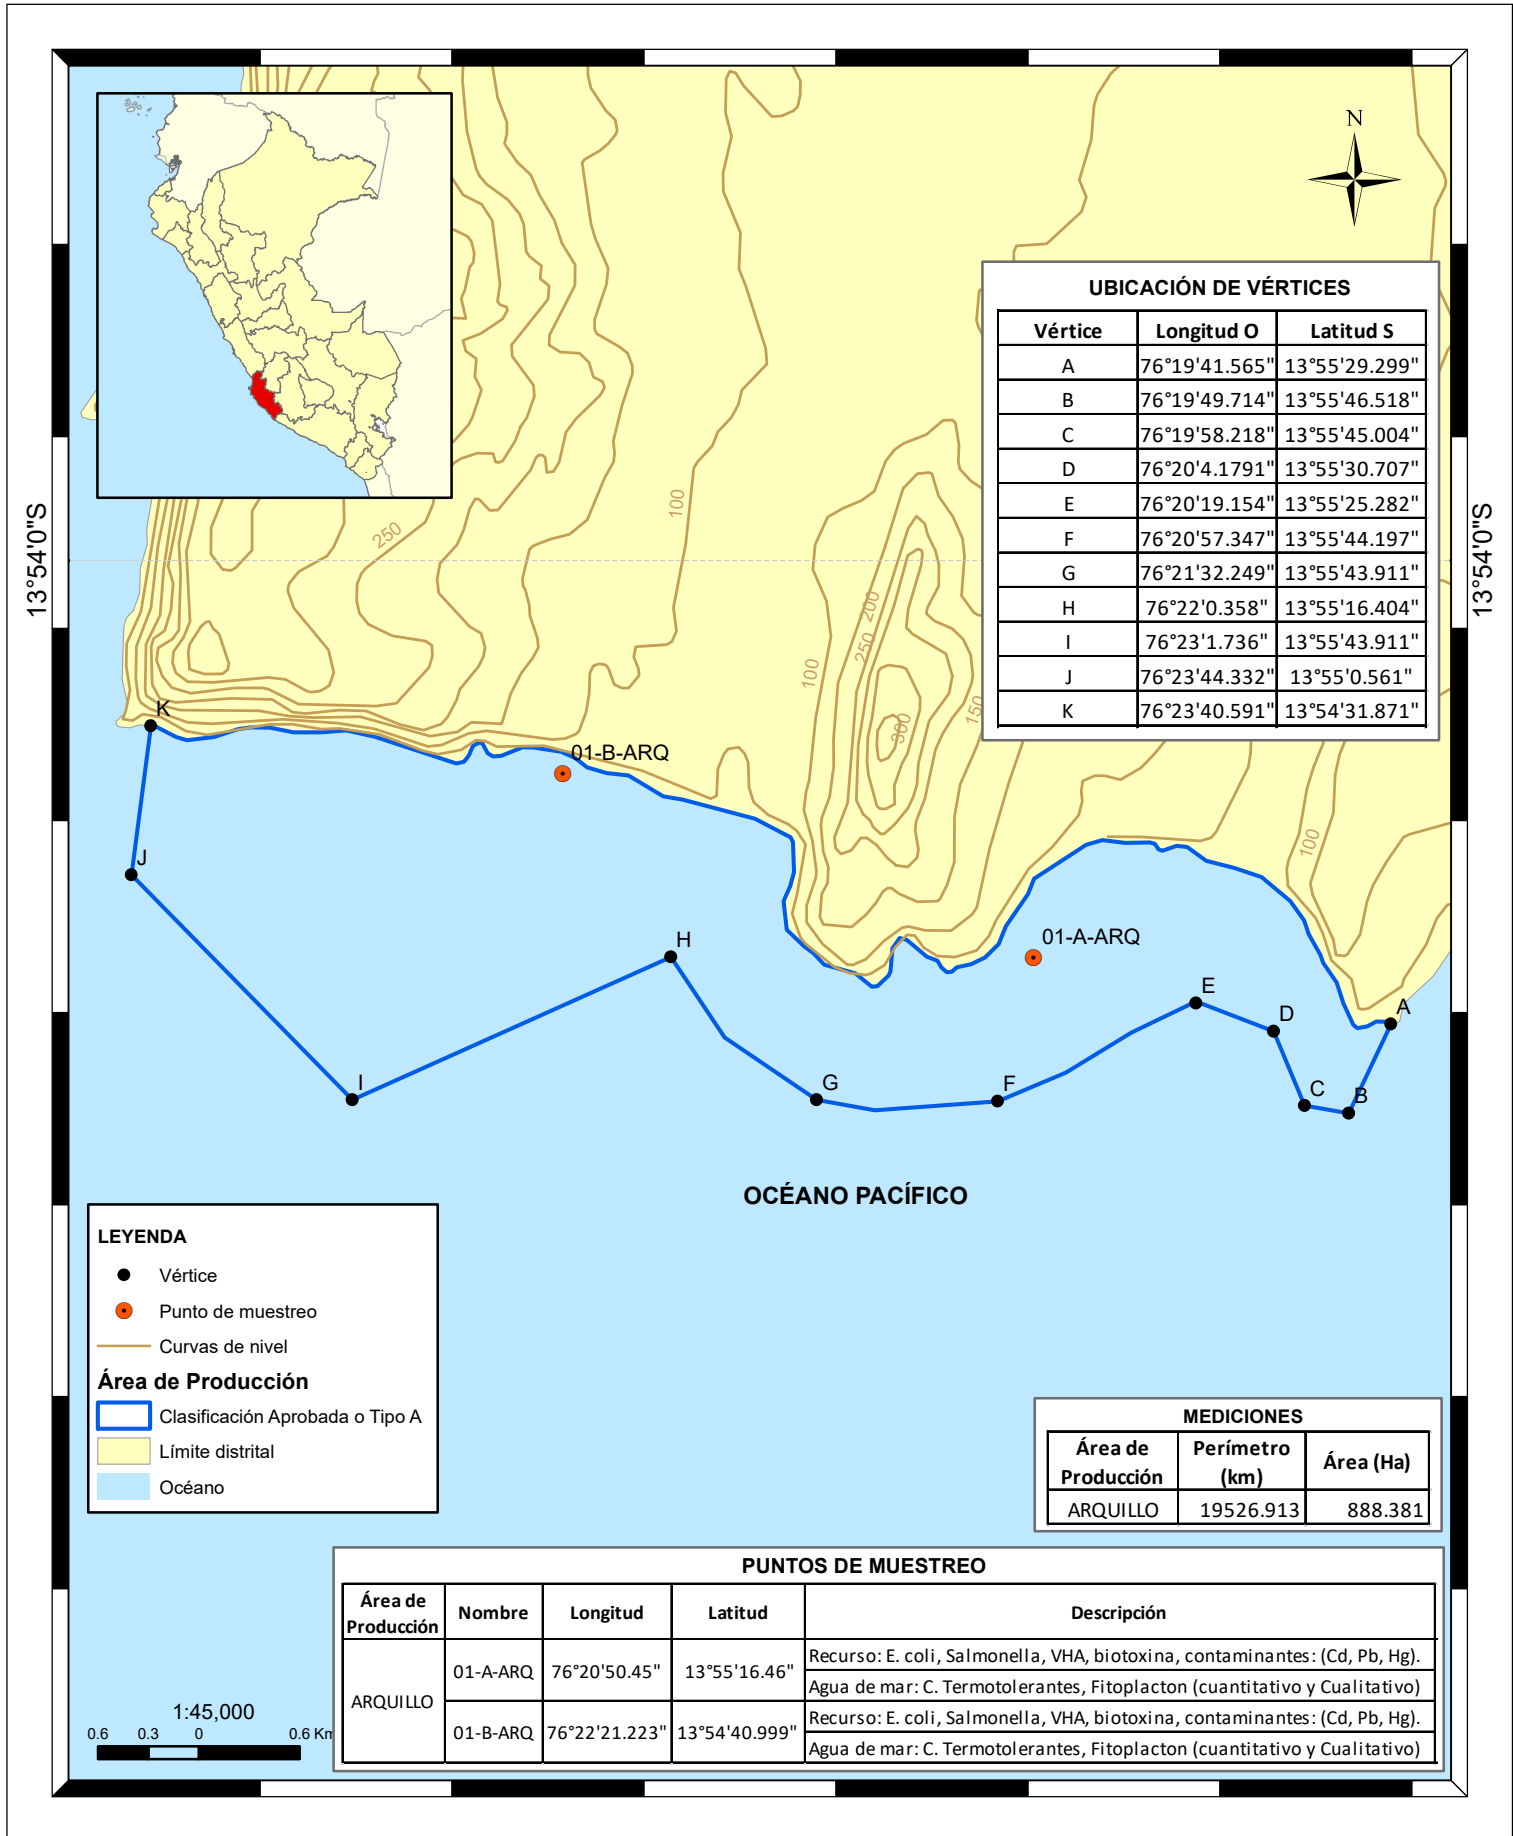 N
UBICACIÓN DE VÉRTICES
Vértice Longitud O Latitud S
A 76°19'41.565" 13°55'29.299"
B 76°19'49.714" 13°55'46.518"
C 76°19'58.218" 13°55'45.004"
D 76°20'4.1791" 13°55'30.707"
E 76°20'19.154" 13°55'25.282"
F 76°20'57.347" 13°55'44.197"
G 76°21'32.249" 13°55'43.911"
H 76°22'0.358" 13°55'16.404"
I 76°23'1.736" 13°55'43.911"
J 76°23'44.332" 13°55'0.561"
K 76°23'40.591" 13°54'31.871"
13°54'0"S
13°54'0"S
250
100
200
250
100
300
150
100
K
01-B-ARQ
J
H
01-A-ARQ
E
D
A
I
G
F
C
B
OCÉANO PACÍFICO
LEYENDA
Vértice
Punto de muestreo
Curvas de nivel
Área de Producción
Clasificación Aprobada o Tipo A
Límite distrital
Océano
MEDICIONES
Área de Producción Perímetro (km) Área (Ha)
ARQUILLO 19526.913 888.381
PUNTOS DE MUESTREO
Área de Producción Nombre Longitud Latitud Descripción
ARQUILLO 01-A-ARQ 76°20'50.45" 13°55'16.46" Recurso: E. coli, Salmonella, VHA, biotoxina, contaminantes: (Cd, Pb, Hg).
Agua de mar: C. Termotolerantes, Fitoplacton (cuantitativo y Cualitativo)
01-B-ARQ 76°22'21.223" 13°54'40.999" Recurso: E. coli, Salmonella, VHA, biotoxina, contaminantes: (Cd, Pb, Hg).
Agua de mar: C. Termotolerantes, Fitoplacton (cuantitativo y Cualitativo)
1:45,000
0.6 0.3 0 0.6 Km